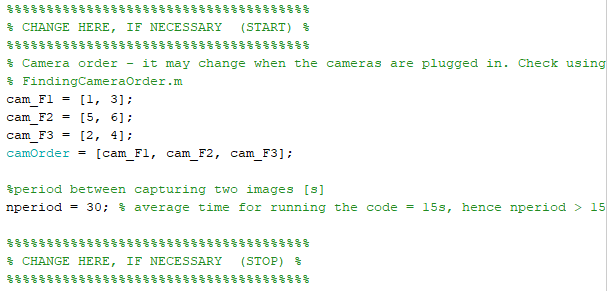 %%%%%%%%%%%%%%%%%%%%%%%%%%%%%%%%%%%%%%
% CHANGE HERE, IF NECESSARY  (START) %
%%%%%%%%%%%%%%%%%%%%%%%%%%%%%%%%%%%%%%
% Camera order - it may change when the cameras are plugged in. Check using
% FindingCameraOrder.m
cam_F1 = [1, 3];
cam_F2 = [5, 6];
cam_F3 = [2, 4];
camOrder = [cam_F1, cam_F2, cam_F3];
%period between capturing two images [s]
nperiod = 30; % average time for running the code = 15s, hence nperiod > 15
%%%%%%%%%%%%%%%%%%%%%%%%%%%%%%%%%%%%%%
% CHANGE HERE, IF NECESSARY  (STOP) %
%%%%%%%%%%%%%%%%%%%%%%%%%%%%%%%%%%%%%%